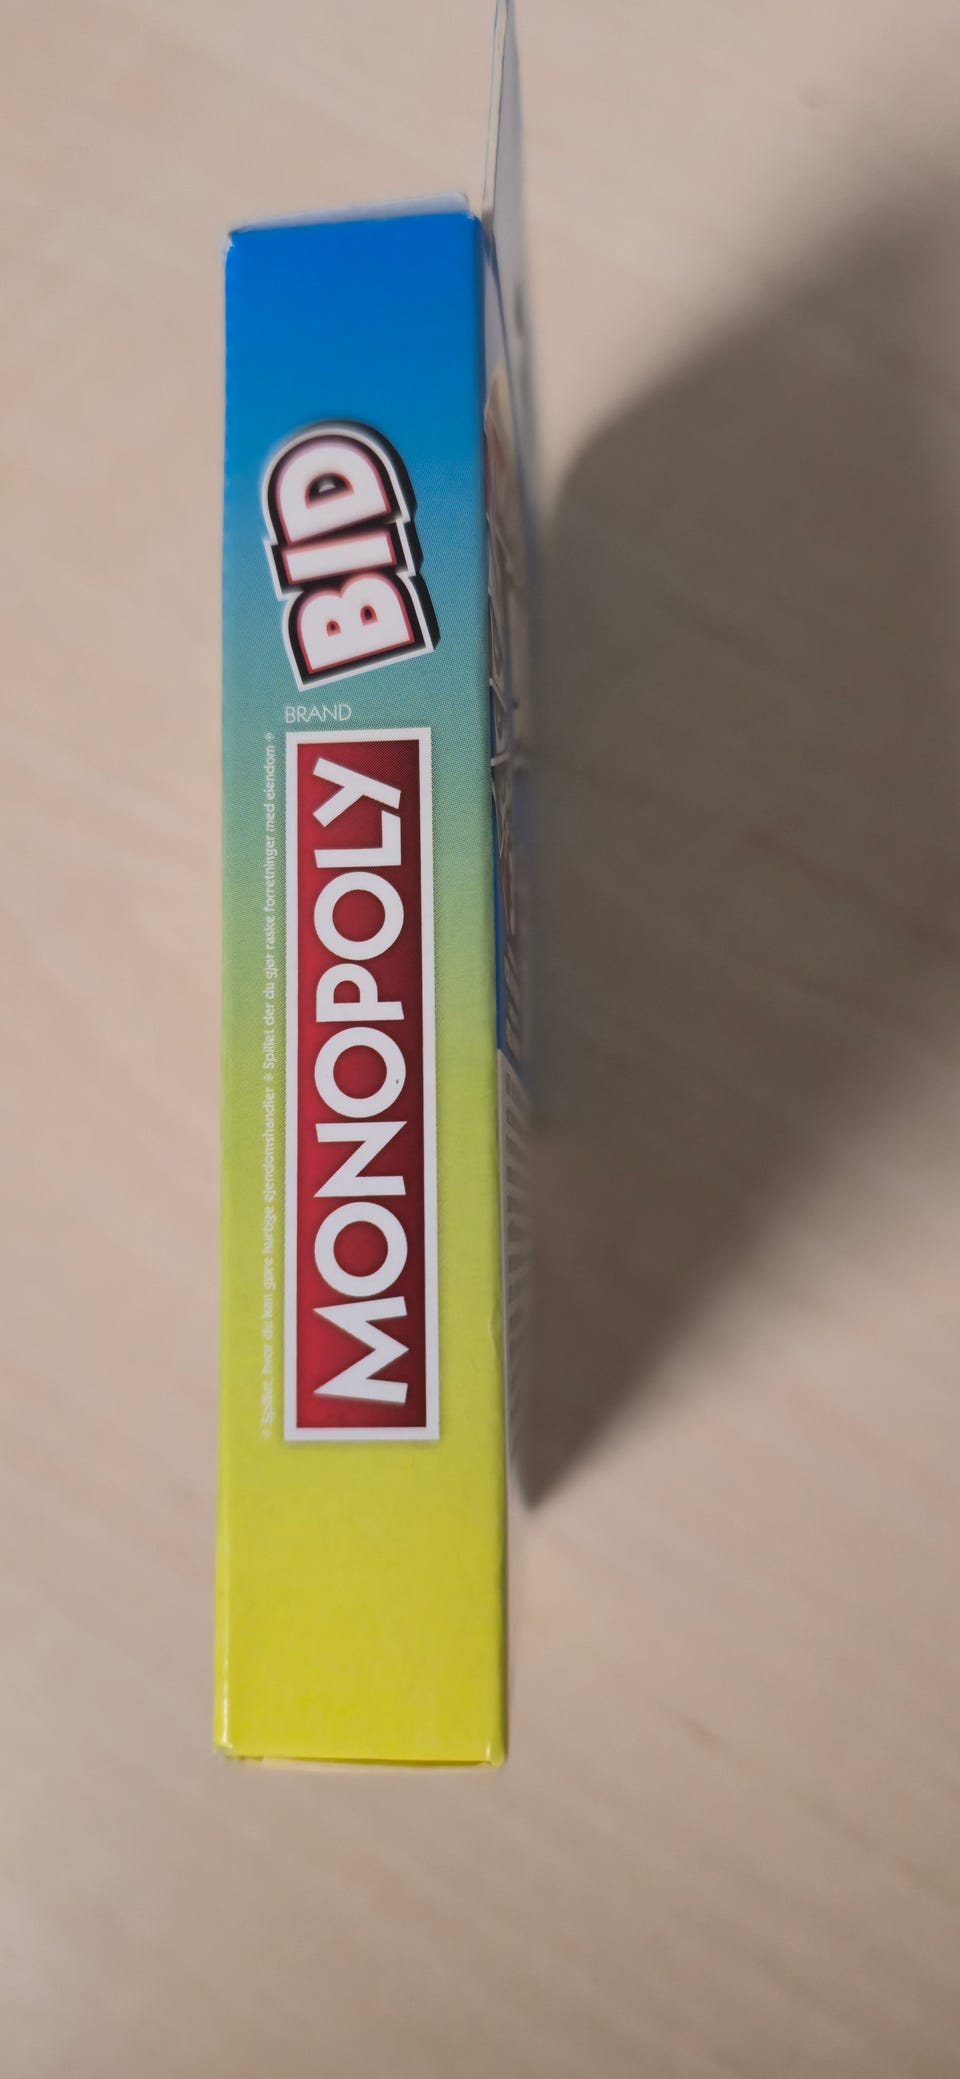 * Spillet, hvor du kan gøre hurtige ejendomshandler * Spillet der du gjør raske forretninger med eiendom *
MONOPOLY BRAND BID